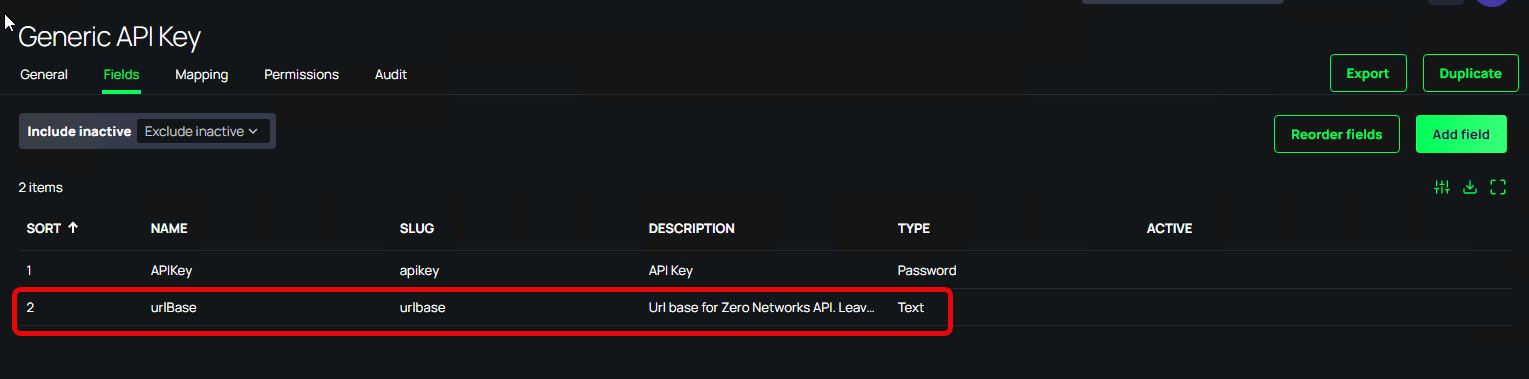 Generic API Key
General Fields Mapping Permissions Audit
Export Duplicate
Include inactive Exclude inactive
Reorder fields Add field
2 items
SORT NAME SLUG DESCRIPTION TYPE ACTIVE
1 APIKey apikey API Key Password
2 urlBase urlbase Url base for Zero Networks API. Leav... Text